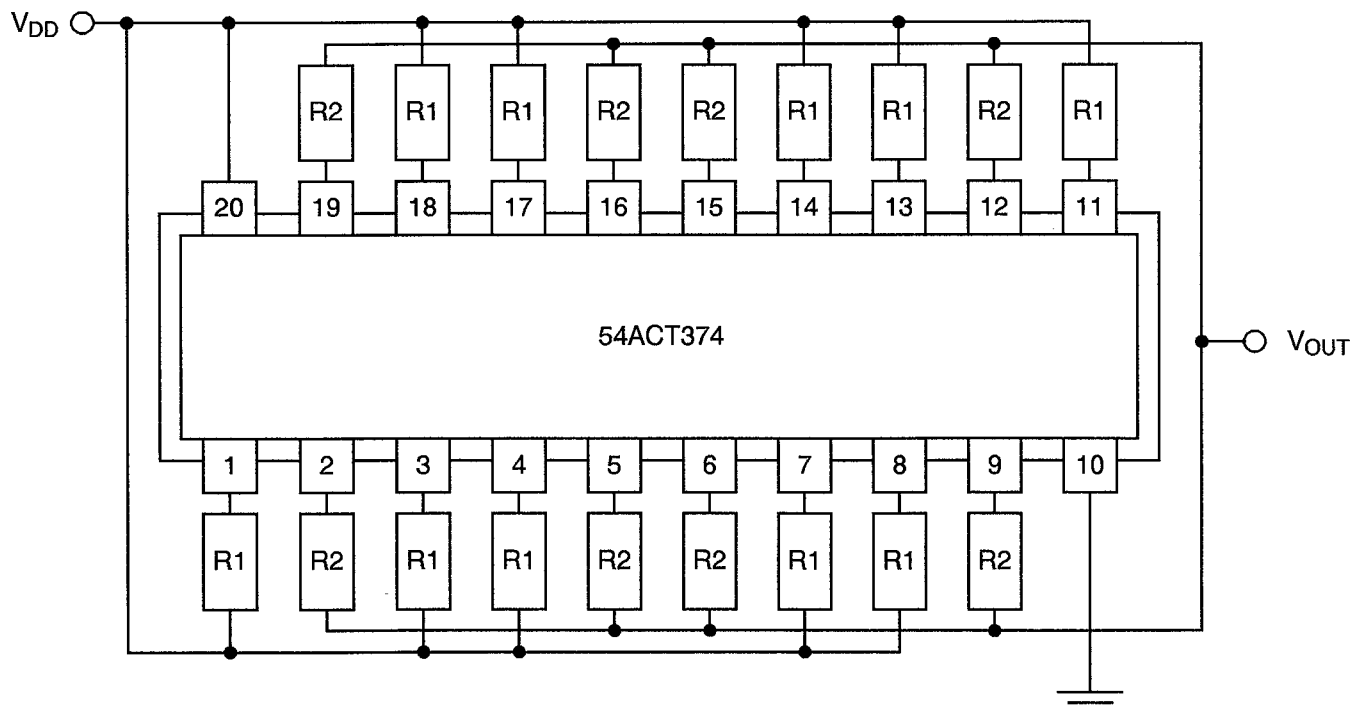 V_DD
R2 R1 R1 R2 R2 R1 R1 R2 R1
20 19 18 17 16 15 14 13 12 11
54ACT374
V_OUT
1 2 3 4 5 6 7 8 9 10
R1 R2 R1 R1 R2 R2 R1 R1 R2